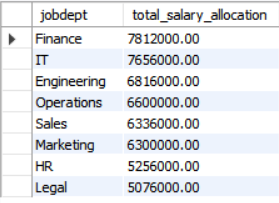 jobdept total_salary_allocation
Finance 7812000.00
IT 7656000.00
Engineering 6816000.00
Operations 6600000.00
Sales 6336000.00
Marketing 6300000.00
HR 5256000.00
Legal 5076000.00